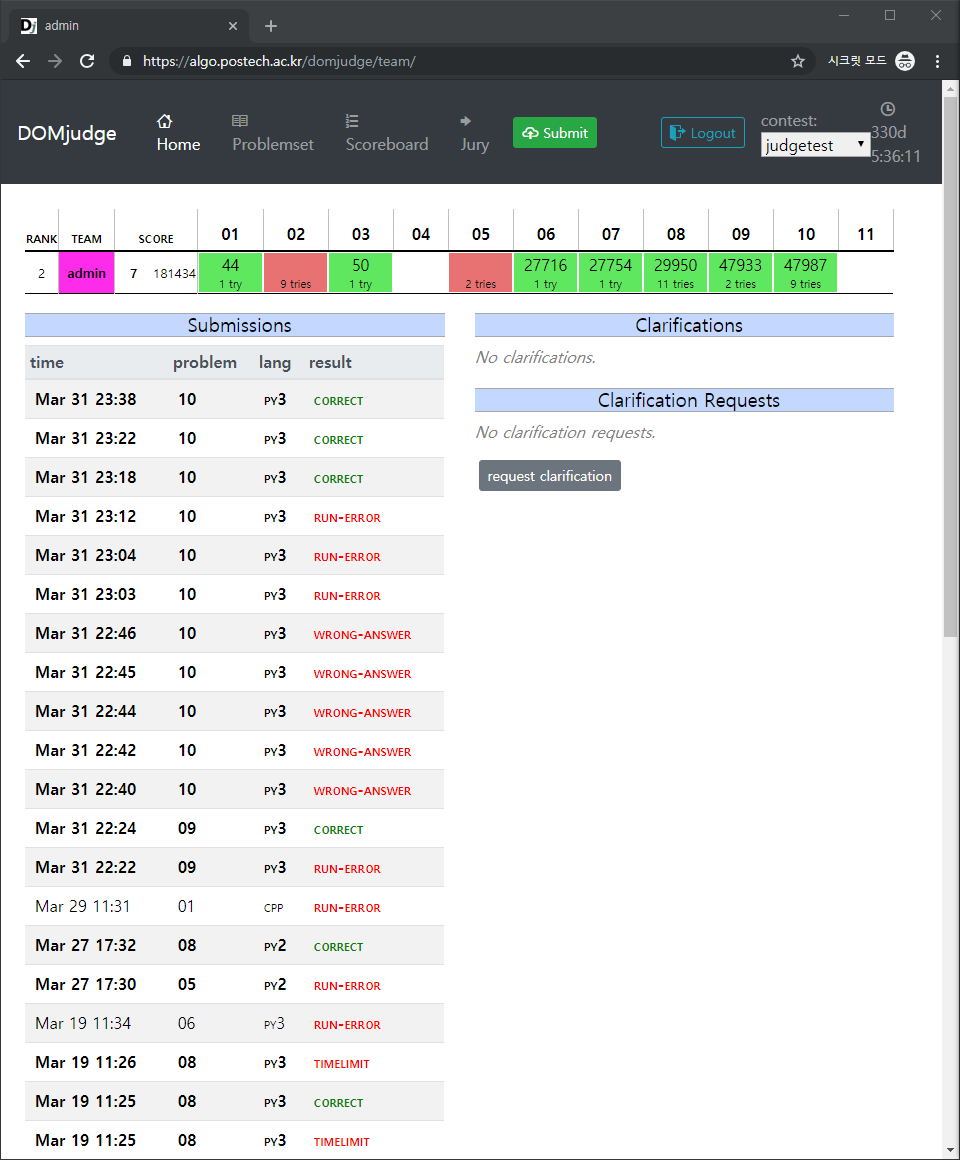 admin
https://algo.postech.ac.kr/domjudge/team/ 시크릿 모드
DOMjudge Home Problemset Scoreboard Jury Submit Logout contest: judgetest 330d 5:36:11
RANK TEAM SCORE 01 02 03 04 05 06 07 08 09 10 11
2 admin 7 181434 44 50 27716 27754 29950 47933 47987
1 try 9 tries 1 try 2 tries 1 try 1 try 11 tries 2 tries 9 tries
Submissions
time problem lang result
Mar 31 23:38 10 PY3 CORRECT
Mar 31 23:22 10 PY3 CORRECT
Mar 31 23:18 10 PY3 CORRECT
Mar 31 23:12 10 PY3 RUN-ERROR
Mar 31 23:04 10 PY3 RUN-ERROR
Mar 31 23:03 10 PY3 RUN-ERROR
Mar 31 22:46 10 PY3 WRONG-ANSWER
Mar 31 22:45 10 PY3 WRONG-ANSWER
Mar 31 22:44 10 PY3 WRONG-ANSWER
Mar 31 22:42 10 PY3 WRONG-ANSWER
Mar 31 22:40 10 PY3 WRONG-ANSWER
Mar 31 22:24 09 PY3 CORRECT
Mar 31 22:22 09 PY3 RUN-ERROR
Mar 29 11:31 01 CPP RUN-ERROR
Mar 27 17:32 08 PY2 CORRECT
Mar 27 17:30 05 PY2 RUN-ERROR
Mar 19 11:34 06 PY3 RUN-ERROR
Mar 19 11:26 08 PY3 TIMELIMIT
Mar 19 11:25 08 PY3 CORRECT
Mar 19 11:25 08 PY3 TIMELIMIT
Clarifications
No clarifications.
Clarification Requests
No clarification requests.
request clarification